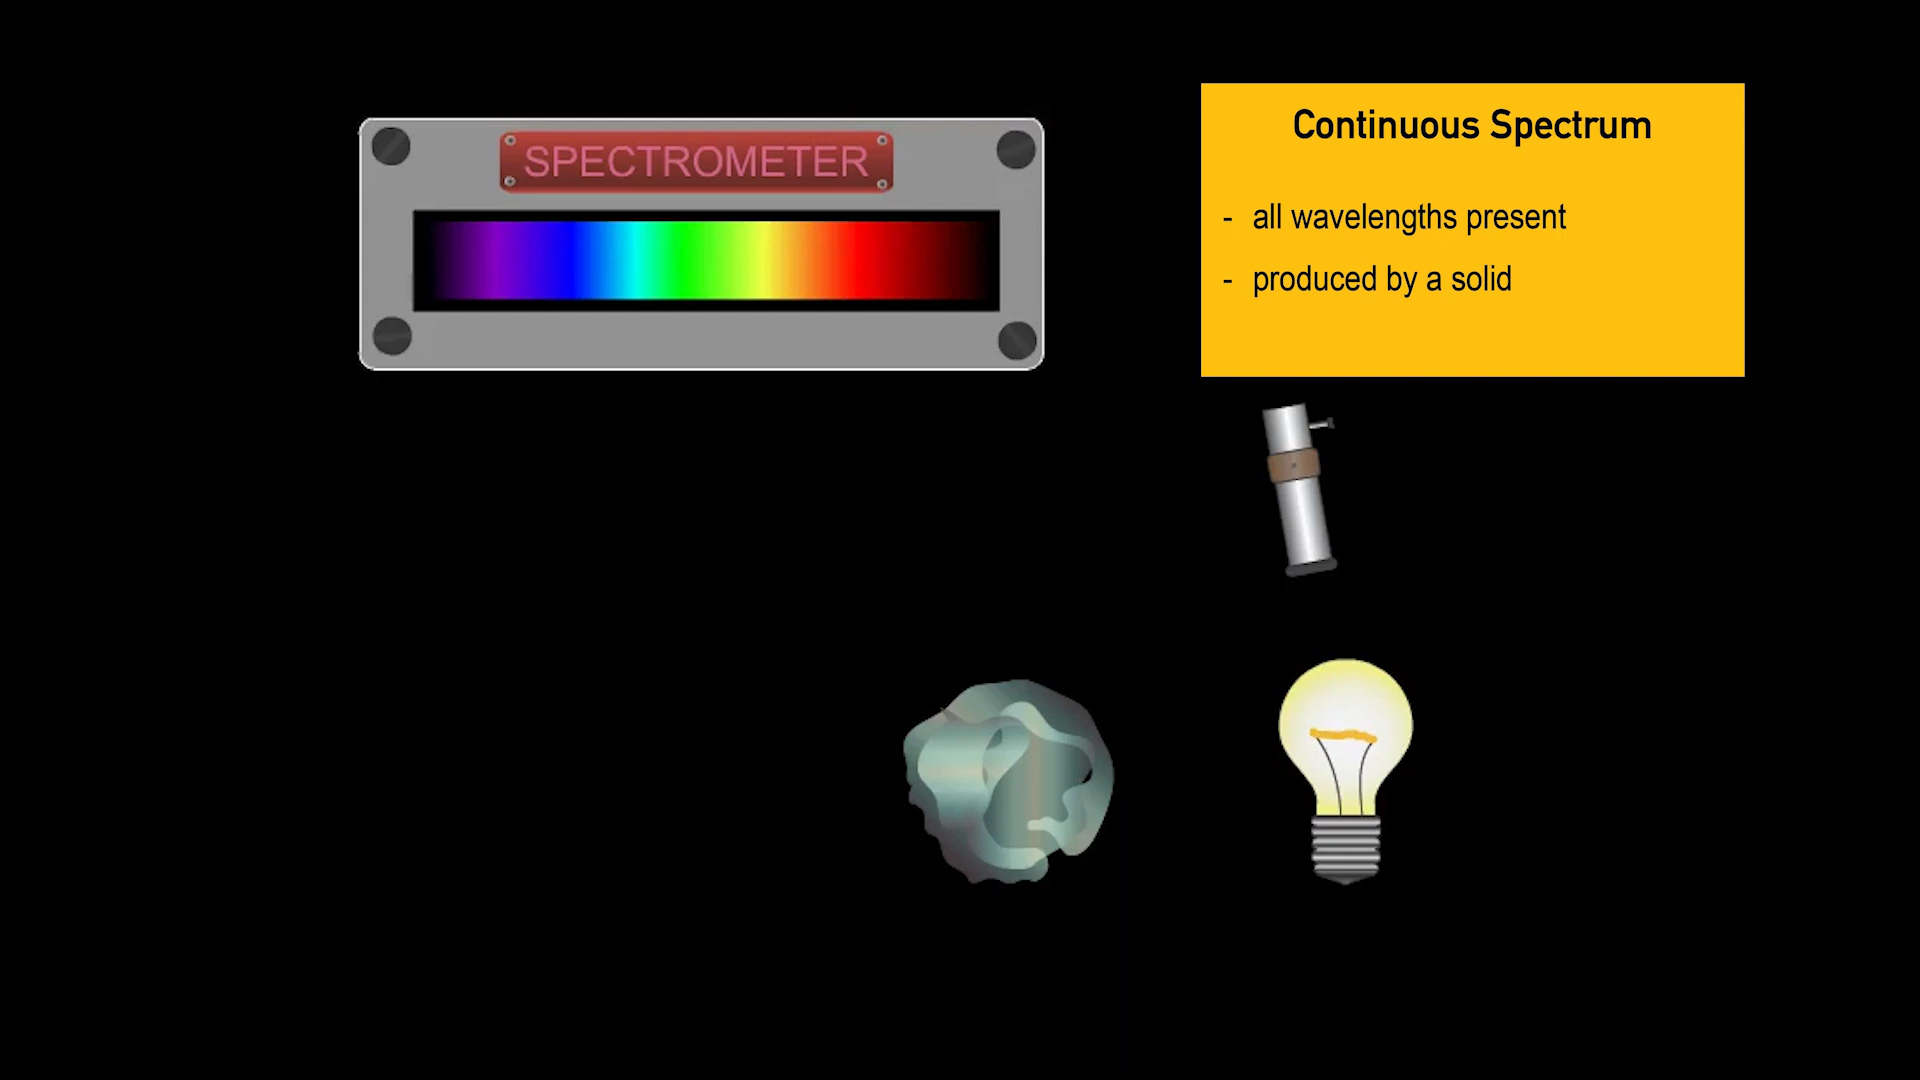 SPECTROMETER
Continuous Spectrum
- all wavelengths present
- produced by a solid